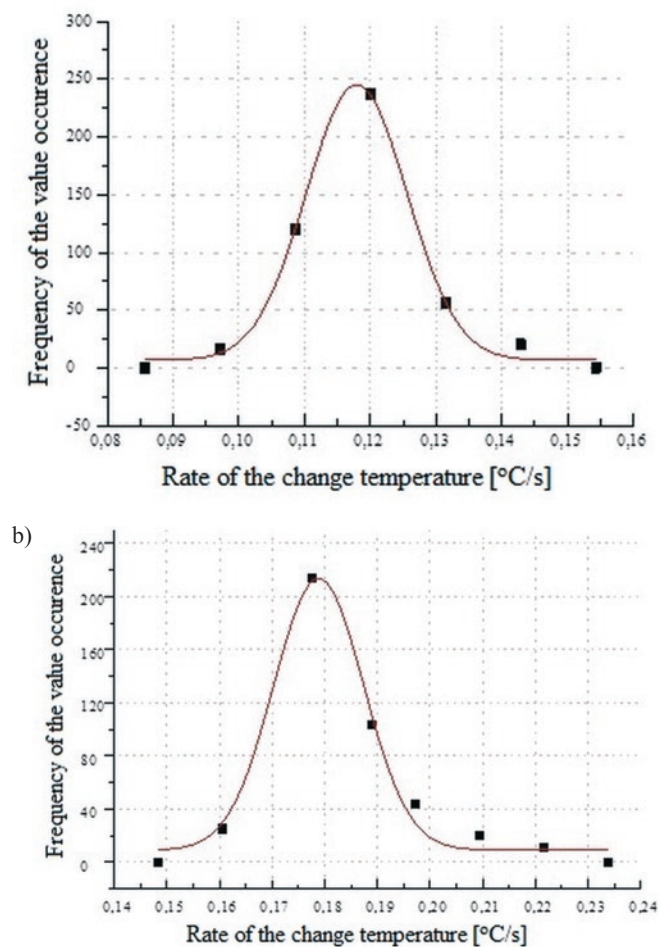 300
250
200
150
100
50
0
-50
0,08 0,09 0,10 0,11 0,12 0,13 0,14 0,15 0,16
Frequency of the value occurence
Rate of the change temperature [°C/s]
b)
240
200
160
120
80
40
0
0,14 0,15 0,16 0,17 0,18 0,19 0,20 0,21 0,22 0,23 0,24
Frequency of the value occurence
Rate of the change temperature [°C/s]